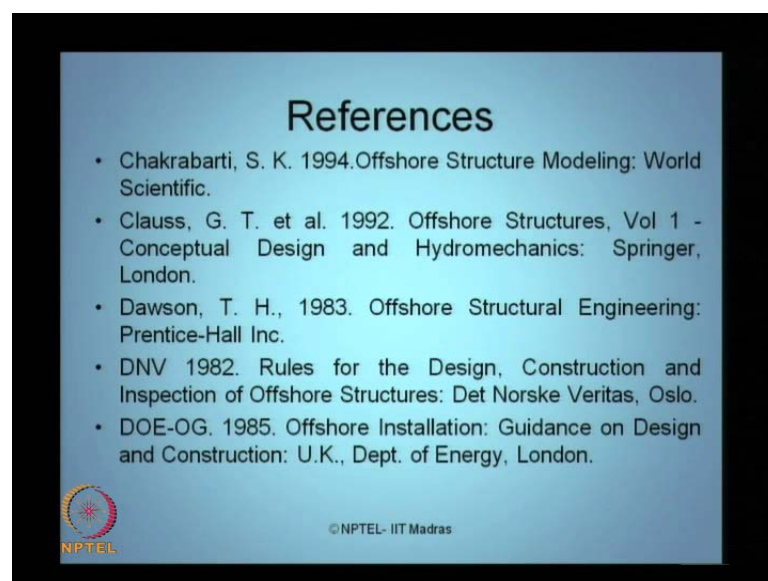 References
• Chakrabarti, S. K. 1994.Offshore Structure Modeling: World
Scientific.
• Clauss, G. T. et al. 1992. Offshore Structures, Vol 1 -
Conceptual Design and Hydromechanics: Springer,
London.
• Dawson, T. H., 1983. Offshore Structural Engineering:
Prentice-Hall Inc.
• DNV 1982. Rules for the Design, Construction and
Inspection of Offshore Structures: Det Norske Veritas, Oslo.
• DOE-OG. 1985. Offshore Installation: Guidance on Design
and Construction: U.K., Dept. of Energy, London.
©NPTEL- IIT Madras
NPTEL